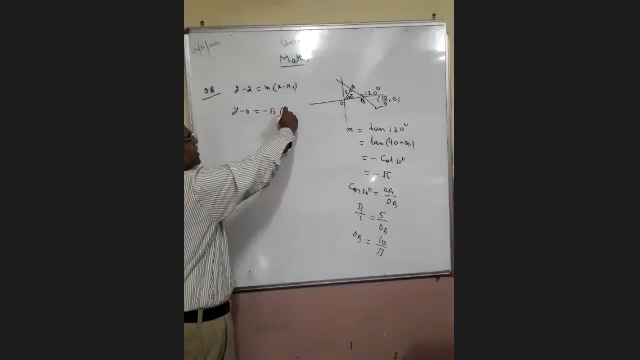 Math
y - 2 = m(x - x₁)
y - 0 = - √3
120°
m = tan 120°
= tan(90+30)
= - Cot 30°
= - √3
Cos 30° = OA/OB
√3/2 = 5/OB
OB = 10/√3